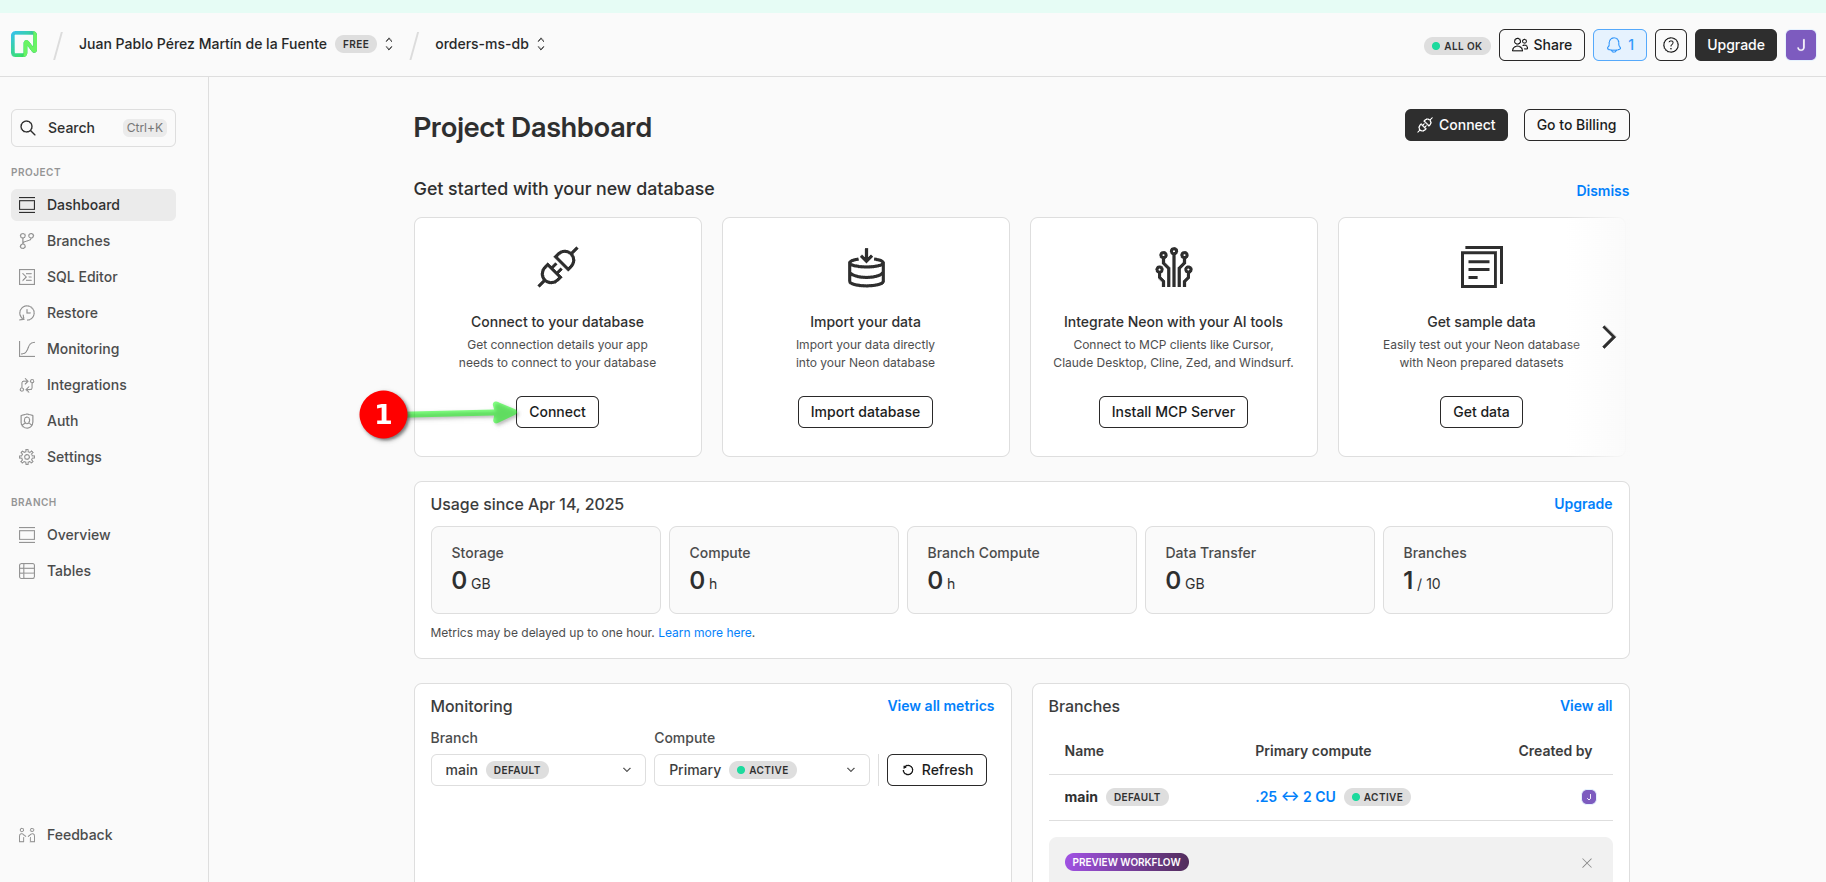 Juan Pablo Pérez Martín de la Fuente FREE orders-ms-db ALL OK Share 1 Upgrade J
Search Ctrl+K
PROJECT
Dashboard
Branches
SQL Editor
Restore
Monitoring
Integrations
Auth
Settings
BRANCH
Overview
Tables
Feedback
Project Dashboard
Connect Go to Billing
Get started with your new database
Dismiss
Connect to your database
Get connection details your app
needs to connect to your database
1
Connect
Import your data
Import your data directly
into your Neon database
Import database
Integrate Neon with your AI tools
Connect to MCP clients like Cursor,
Claude Desktop, Cline, Zed, and Windsurf.
Install MCP Server
Get sample data
Easily test out your Neon database
with Neon prepared datasets
Get data
Usage since Apr 14, 2025
Upgrade
Storage
0 GB
Compute
0 h
Branch Compute
0 h
Data Transfer
0 GB
Branches
1 / 10
Metrics may be delayed up to one hour. Learn more here.
Monitoring
View all metrics
Branch
main DEFAULT
Compute
Primary ACTIVE
Refresh
Branches
View all
Name Primary compute Created by
main DEFAULT .25 ↔ 2 CU ACTIVE J
PREVIEW WORKFLOW